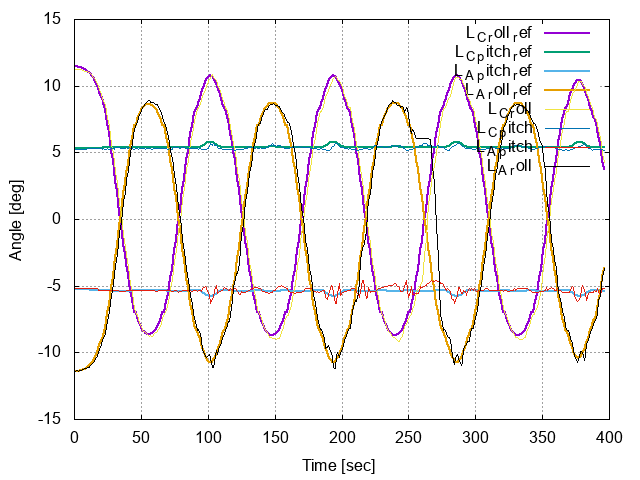 15
10
5
0
-5
-10
-15
0 50 100 150 200 250 300 350 400
Angle [deg]
Time [sec]
L_Croll_ref
L_Cpitch_ref
L_Apitch_ref
L_Aroll_ref
L_Croll
L_Cpitch
L_Apitch
L_Aroll